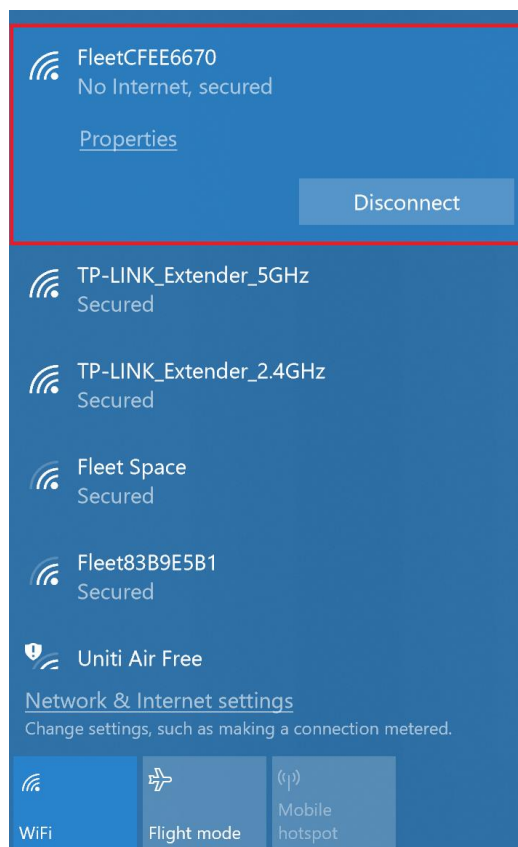 FleetCFEE6670
No Internet, secured
Properties
Disconnect
TP-LINK_Extender_5GHz
Secured
TP-LINK_Extender_2.4GHz
Secured
Fleet Space
Secured
Fleet83B9E5B1
Secured
Uniti Air Free
Network & Internet settings
Change settings, such as making a connection metered.
WiFi
Flight mode
Mobile
hotspot